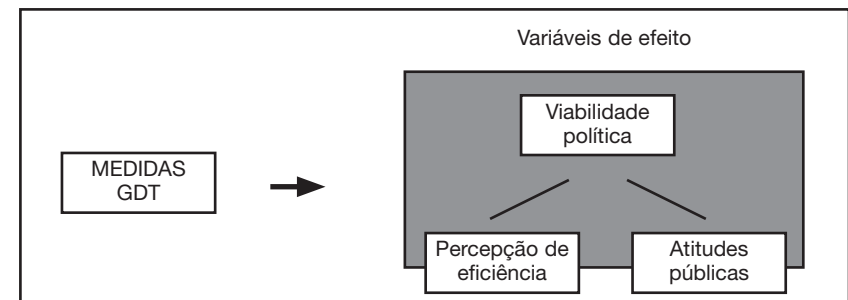 Variáveis de efeito
Viabilidade
política
MEDIDAS
GDT
Percepção de
eficiência
Atitudes
públicas